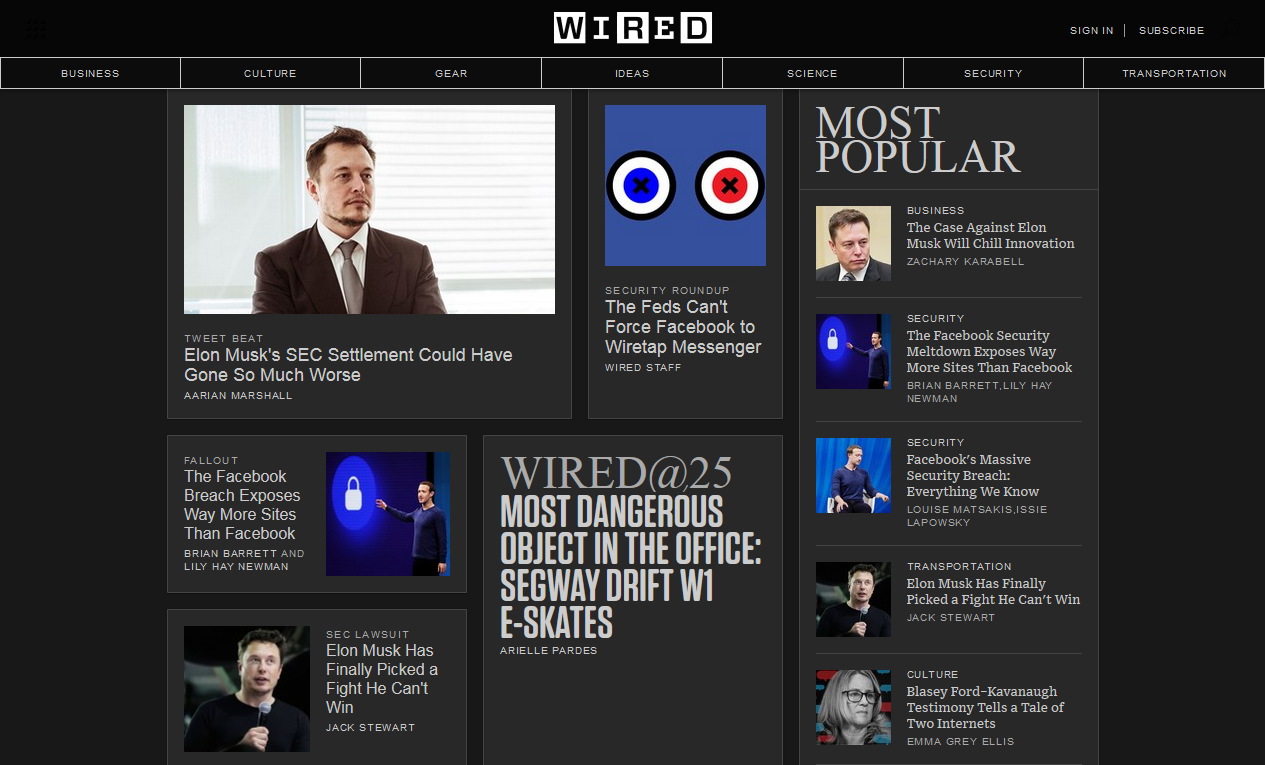 WIRED
SIGN IN | SUBSCRIBE
BUSINESS
CULTURE
GEAR
IDEAS
SCIENCE
SECURITY
TRANSPORTATION
TWEET BEAT
Elon Musk's SEC Settlement Could Have
Gone So Much Worse
AARIAN MARSHALL
SECURITY ROUNDUP
The Feds Can't
Force Facebook to
Wiretap Messenger
WIRED STAFF
FALLOUT
The Facebook
Breach Exposes
Way More Sites
Than Facebook
BRIAN BARRETT AND
LILY HAY NEWMAN
SEC LAWSUIT
Elon Musk Has
Finally Picked a
Fight He Can't
Win
JACK STEWART
WIRED@25
MOST DANGEROUS
OBJECT IN THE OFFICE:
SEGWAY DRIFT W1
E-SKATES
ARIELLE PARDES
MOST
POPULAR
BUSINESS
The Case Against Elon
Musk Will Chill Innovation
ZACHARY KARABELL
SECURITY
The Facebook Security
Meltdown Exposes Way
More Sites Than Facebook
BRIAN BARRETT,LILY HAY
NEWMAN
SECURITY
Facebook’s Massive
Security Breach:
Everything We Know
LOUISE MATSAKIS,ISSIE
LAPOWSKY
TRANSPORTATION
Elon Musk Has Finally
Picked a Fight He Can’t Win
JACK STEWART
CULTURE
Blasey Ford–Kavanaugh
Testimony Tells a Tale of
Two Internets
EMMA GREY ELLIS